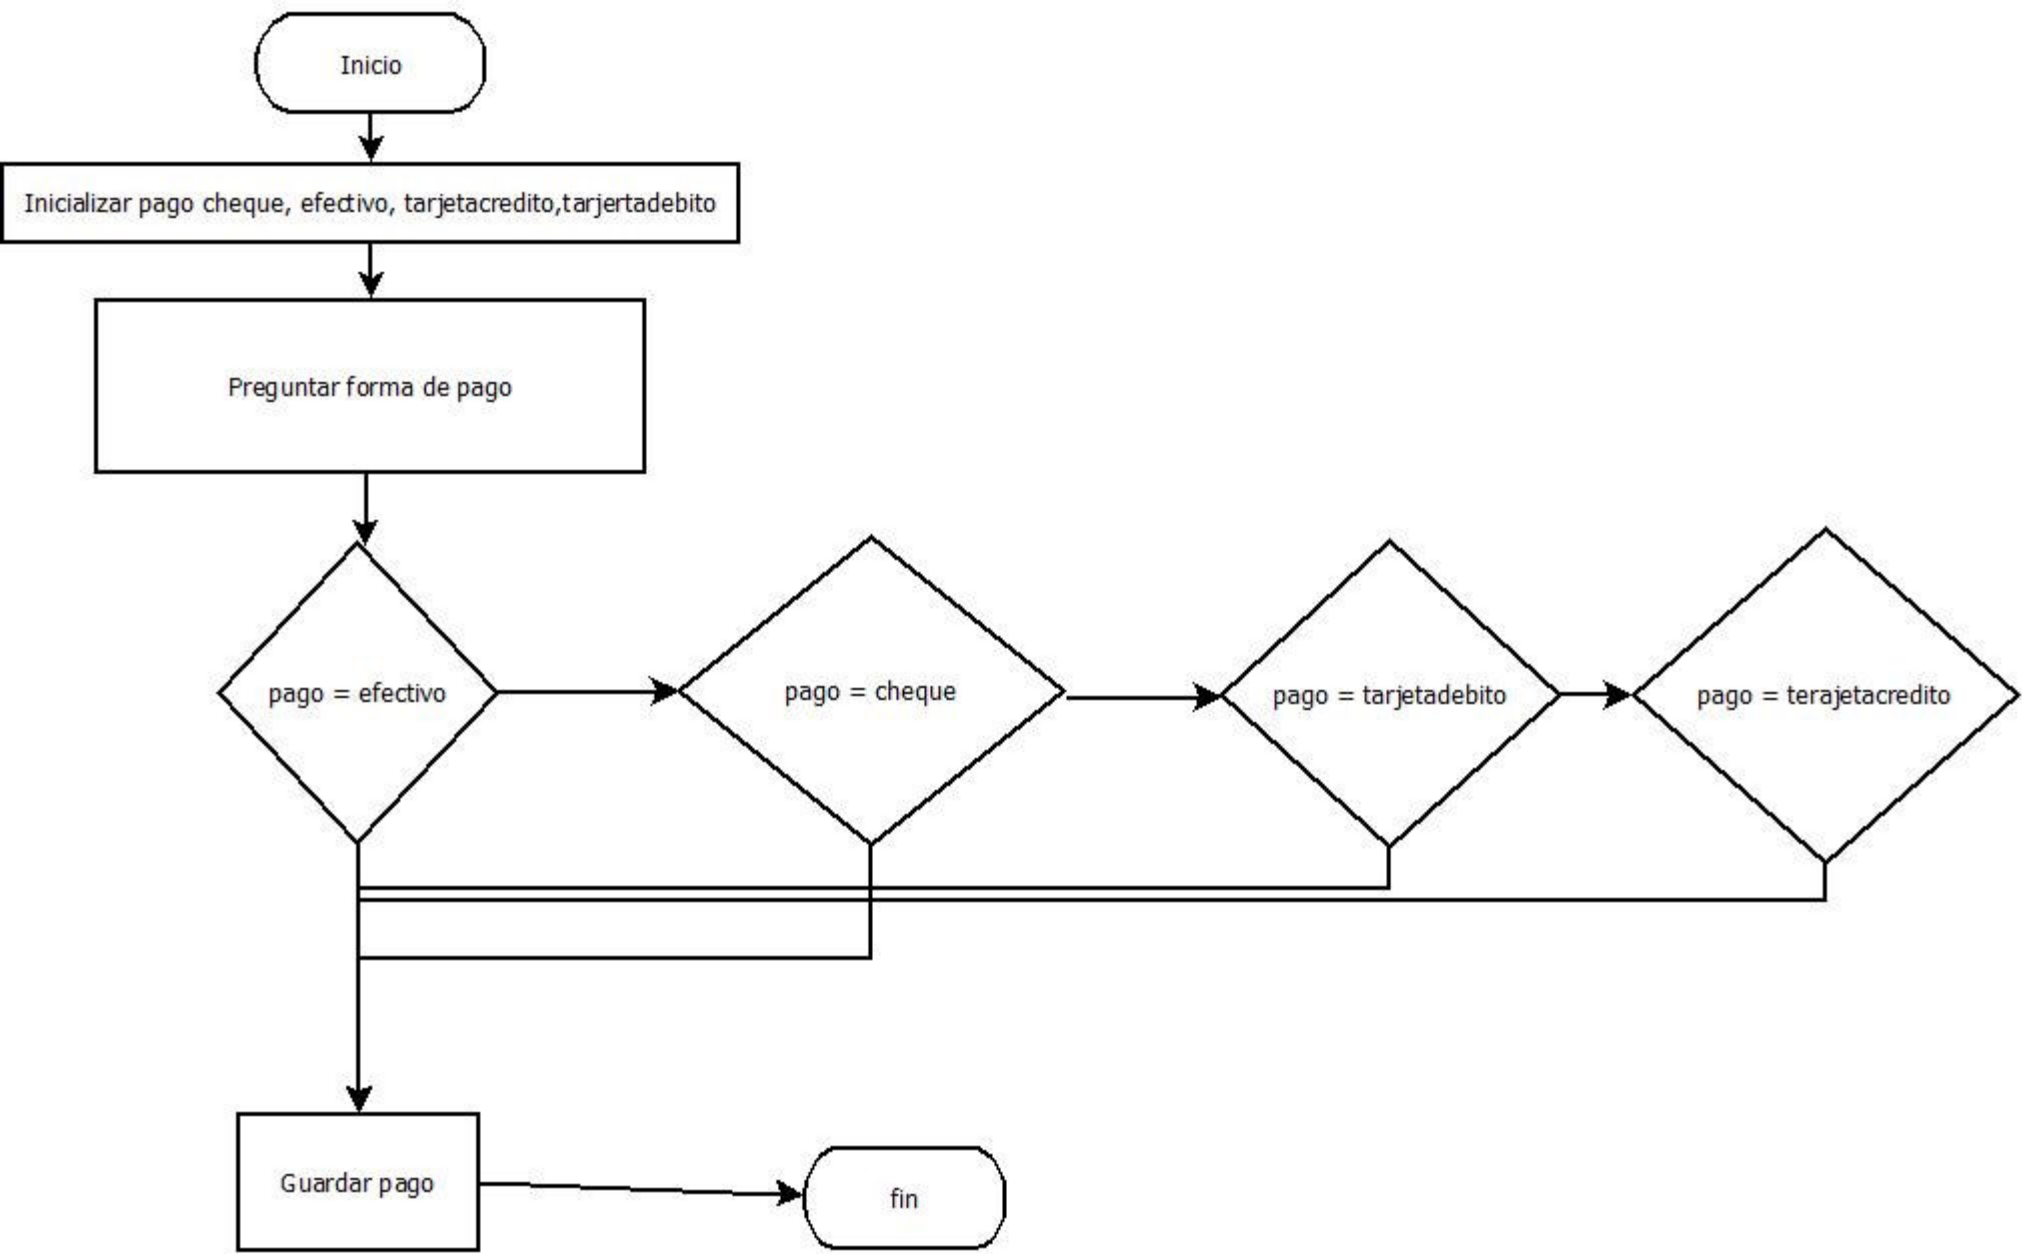 Inicio
Inicializar pago cheque, efectivo, tarjetacredito,tarjertadebito
Preguntar forma de pago
pago = efectivo
pago = cheque
pago = tarjetadebito
pago = terajetacredito
Guardar pago
fin